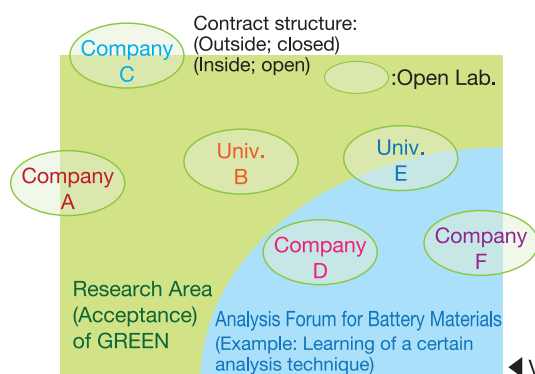 Contract structure:
(Outside; closed)
(Inside; open)
Company
C
:Open Lab.
Univ.
B
Univ.
E
Company
A
Company
D
Company
F
Research Area
(Acceptance)
of GREEN
Analysis Forum for Battery Materials
(Example: Learning of a certain
analysis technique)